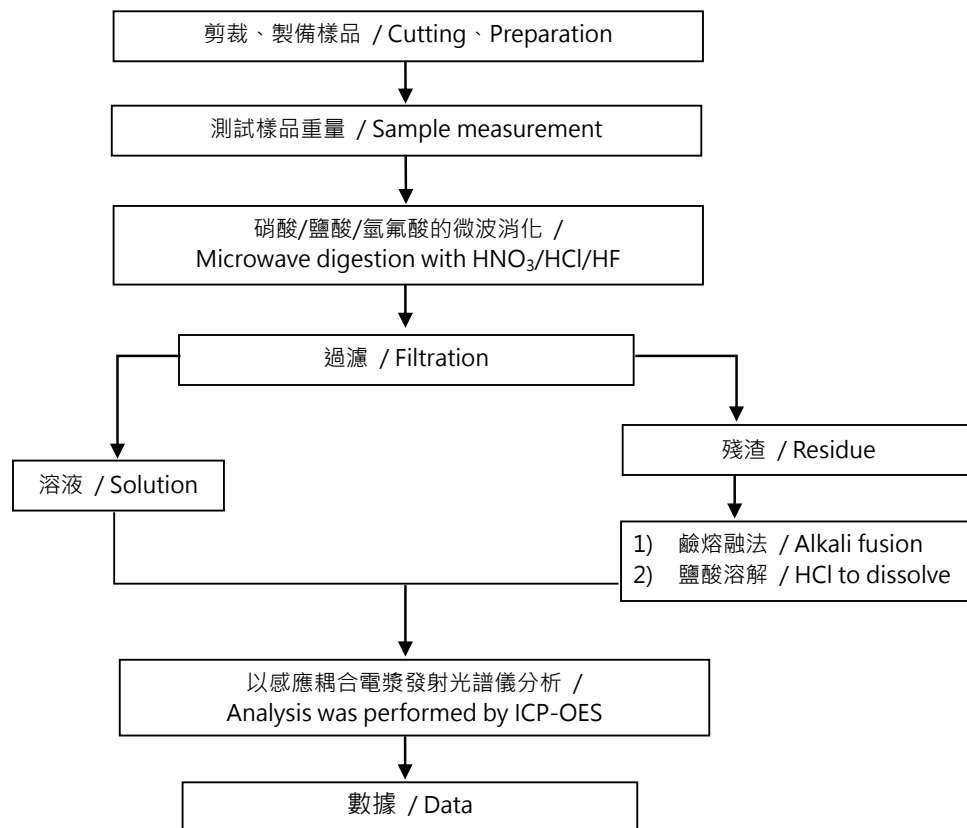 剪裁、製備樣品 / Cutting、Preparation
測試樣品重量 / Sample measurement
硝酸/鹽酸/氫氟酸的微波消化 /
Microwave digestion with HNO₃/HCl/HF
過濾 / Filtration
溶液 / Solution
殘渣 / Residue
1) 鹼熔融法 / Alkali fusion
2) 鹽酸溶解 / HCl to dissolve
以感應耦合電漿發射光譜儀分析 /
Analysis was performed by ICP-OES
數據 / Data